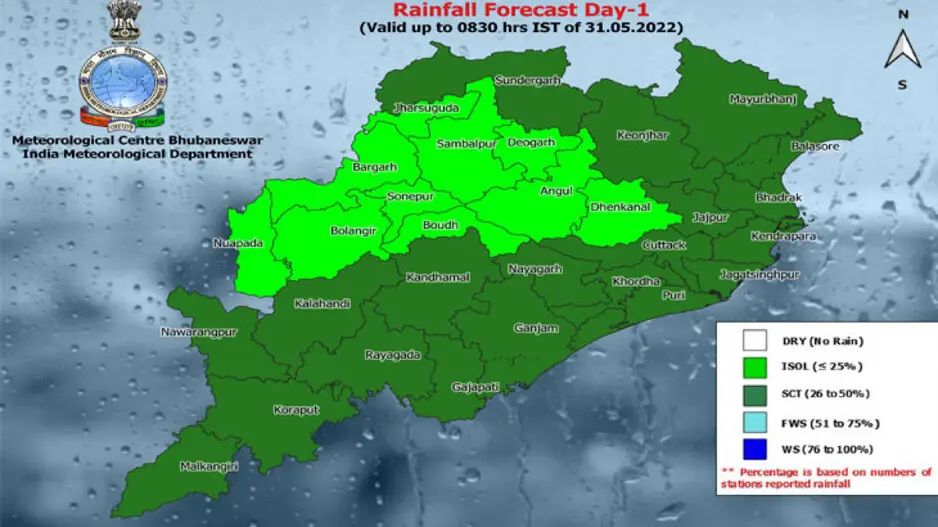 Rainfall Forecast Day-1
(Valid up to 0830 hrs IST of 31.05.2022)
N
S
Meteorological Centre Bhubaneswar
India Meteorological Department
Sundergarh
Jharsuguda
Mayurbhanj
Keonjhar
Sambalpur
Deogarh
Balasore
Bargarh
Angul
Sonepur
Dhenkanal
Bhadrak
Jajpur
Boudh
Bolangir
Nuapada
Kendrapara
Cuttack
Nayagarh
Kandhamal
Khordha
Jagatsinghpur
Puri
Kalahandi
Nawarangpur
Ganjam
Rayagada
Gajapati
Koraput
Malkangiri
DRY (No Rain)
ISOL (≤ 25%)
SCT (26 to 50%)
FWS (51 to 75%)
WS (76 to 100%)
** Percentage is based on numbers of
stations reported rainfall